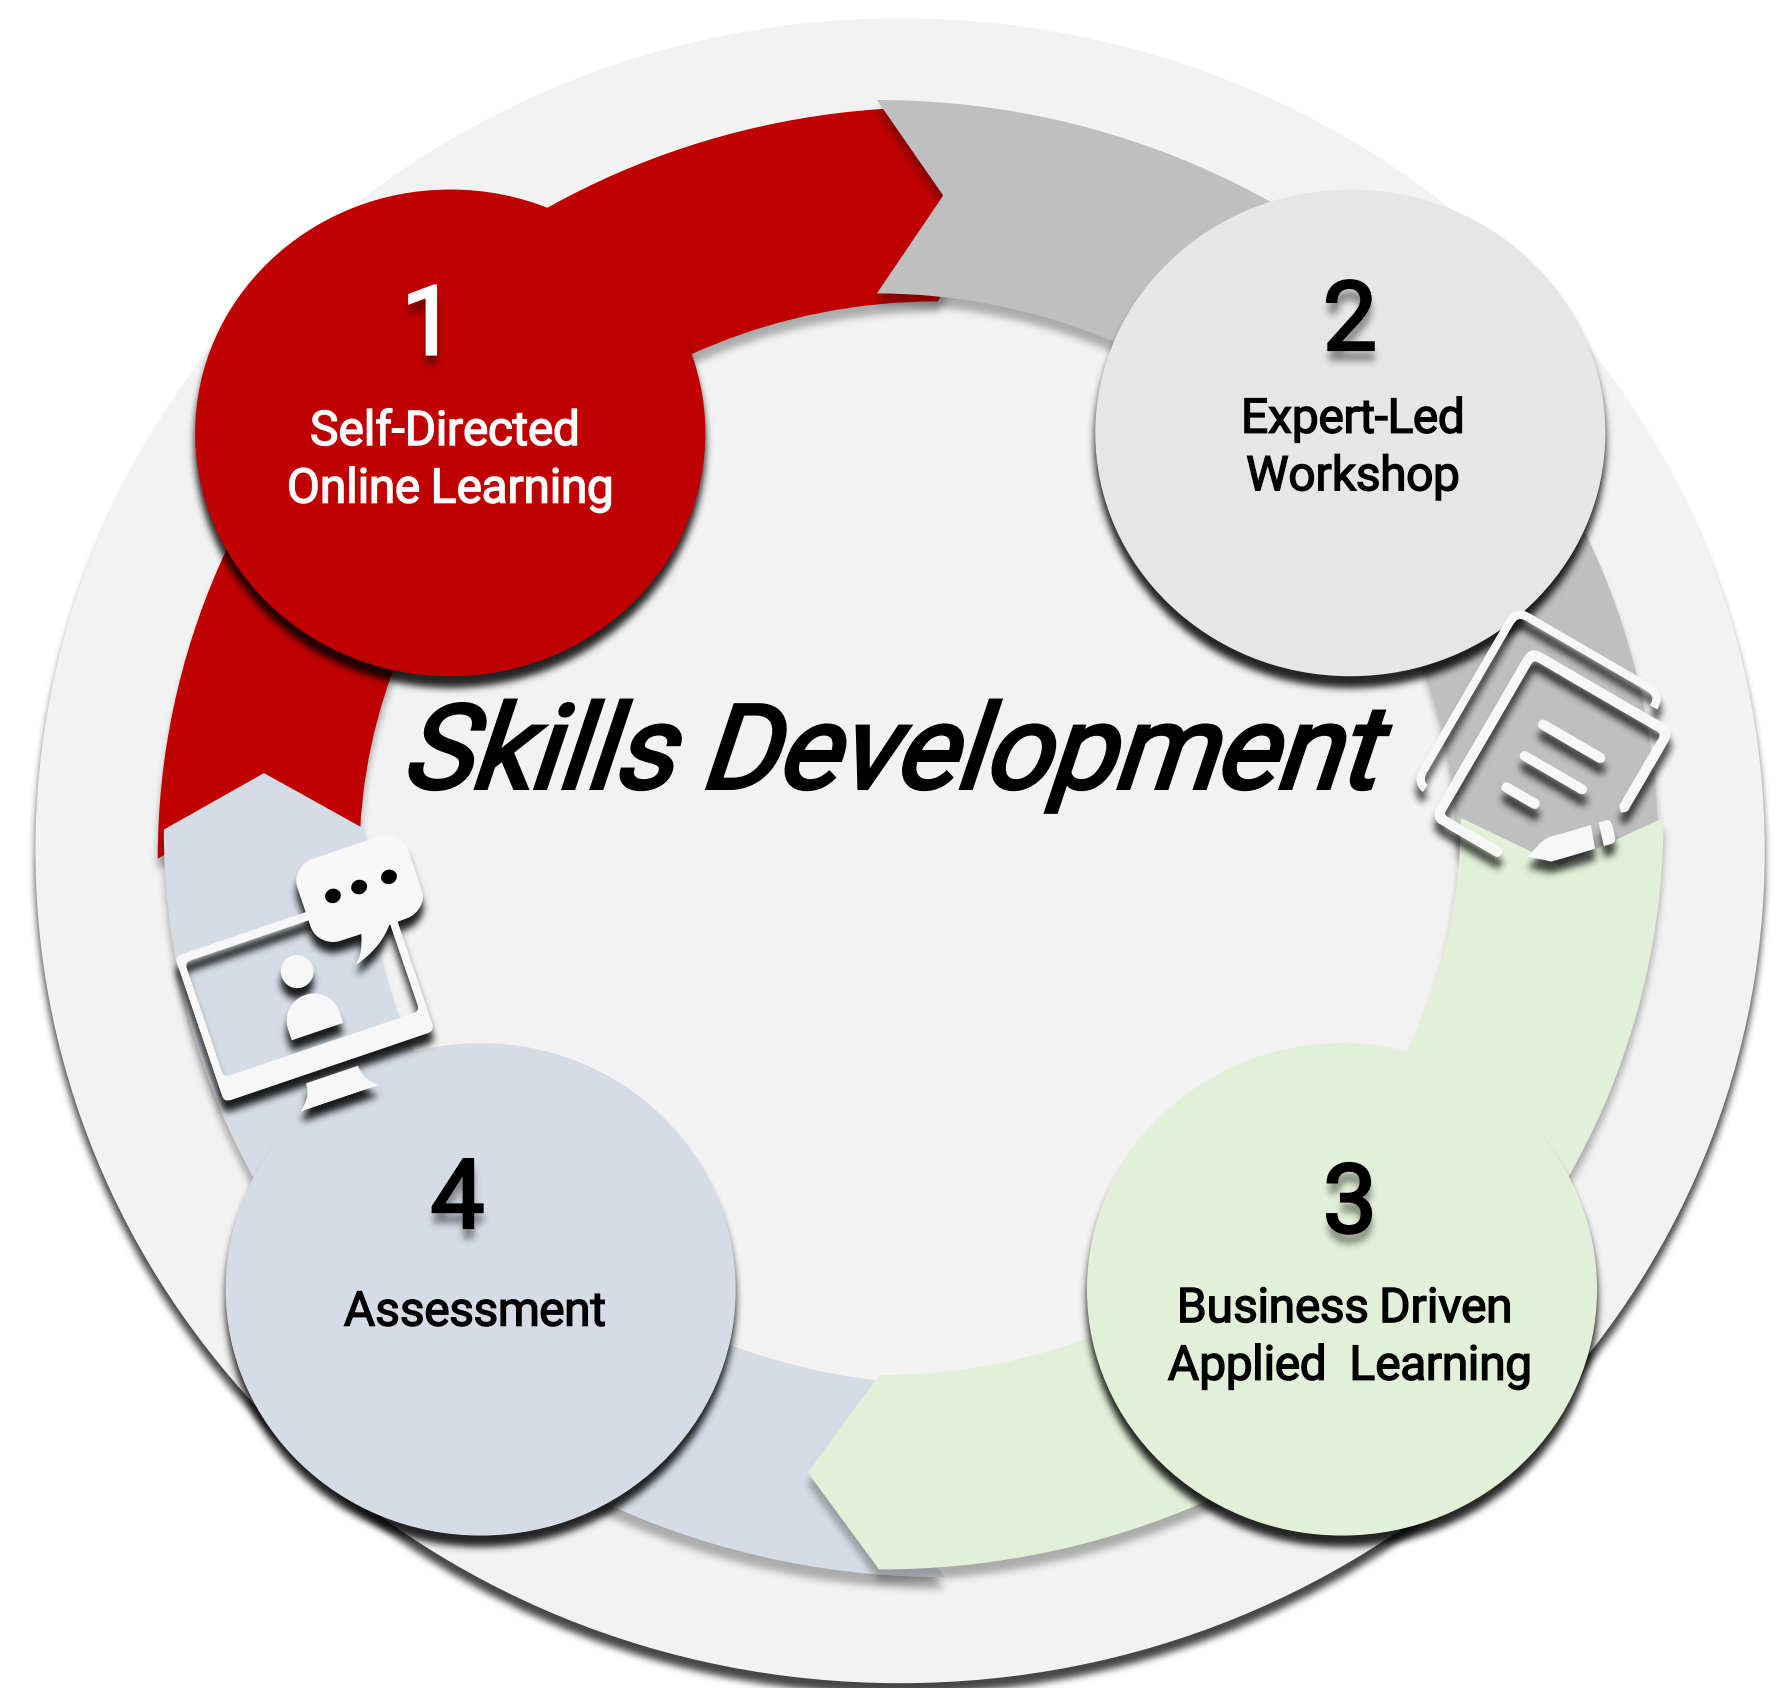 1
Self-Directed
Online Learning
2
Expert-Led
Workshop
Skills Development
3
Business Driven
Applied  Learning
4
Assessment